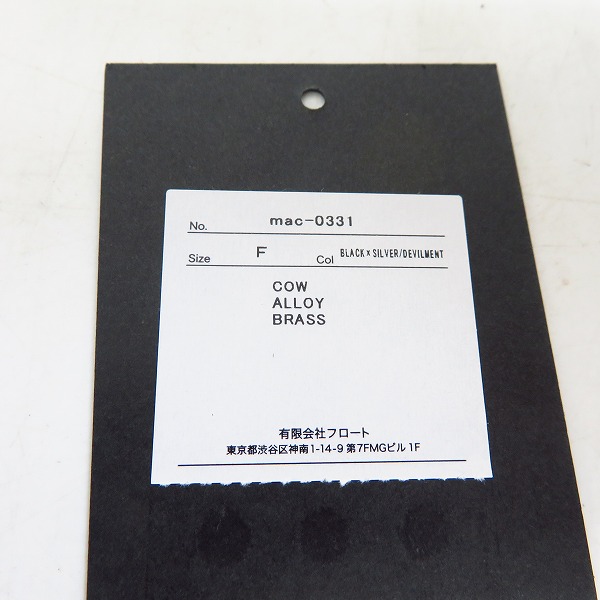 No. mac-0331
Size F Col BLACK×SILVER/DEVILMENT
COW
ALLOY
BRASS
有限会社フロート
東京都渋谷区神南1-14-9 第7FMGビル 1F